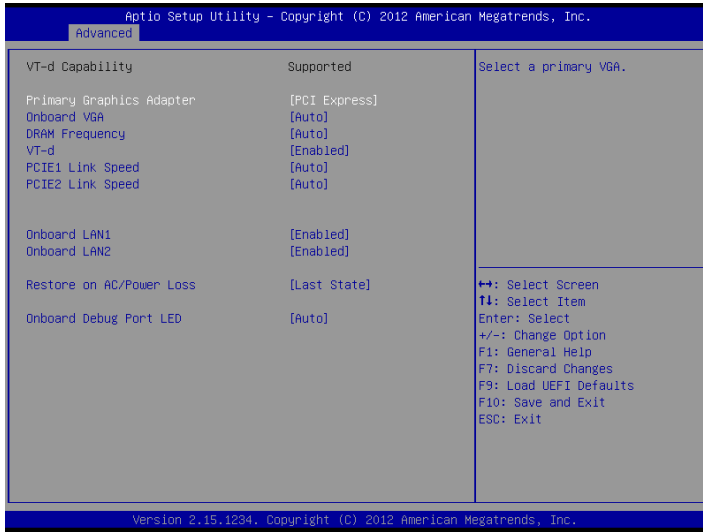 Aptio Setup Utility – Copyright (C) 2012 American Megatrends, Inc.
Advanced
VT-d Capability Supported
Primary Graphics Adapter [PCI Express]
Onboard VGA [Auto]
DRAM Frequency [Auto]
VT-d [Enabled]
PCIE1 Link Speed [Auto]
PCIE2 Link Speed [Auto]
Onboard LAN1 [Enabled]
Onboard LAN2 [Enabled]
Restore on AC/Power Loss [Last State]
Onboard Debug Port LED [Auto]
Select a primary VGA.
↔: Select Screen
↑↓: Select Item
Enter: Select
+/-: Change Option
F1: General Help
F7: Discard Changes
F9: Load UEFI Defaults
F10: Save and Exit
ESC: Exit
Version 2.15.1234. Copyright (C) 2012 American Megatrends, Inc.